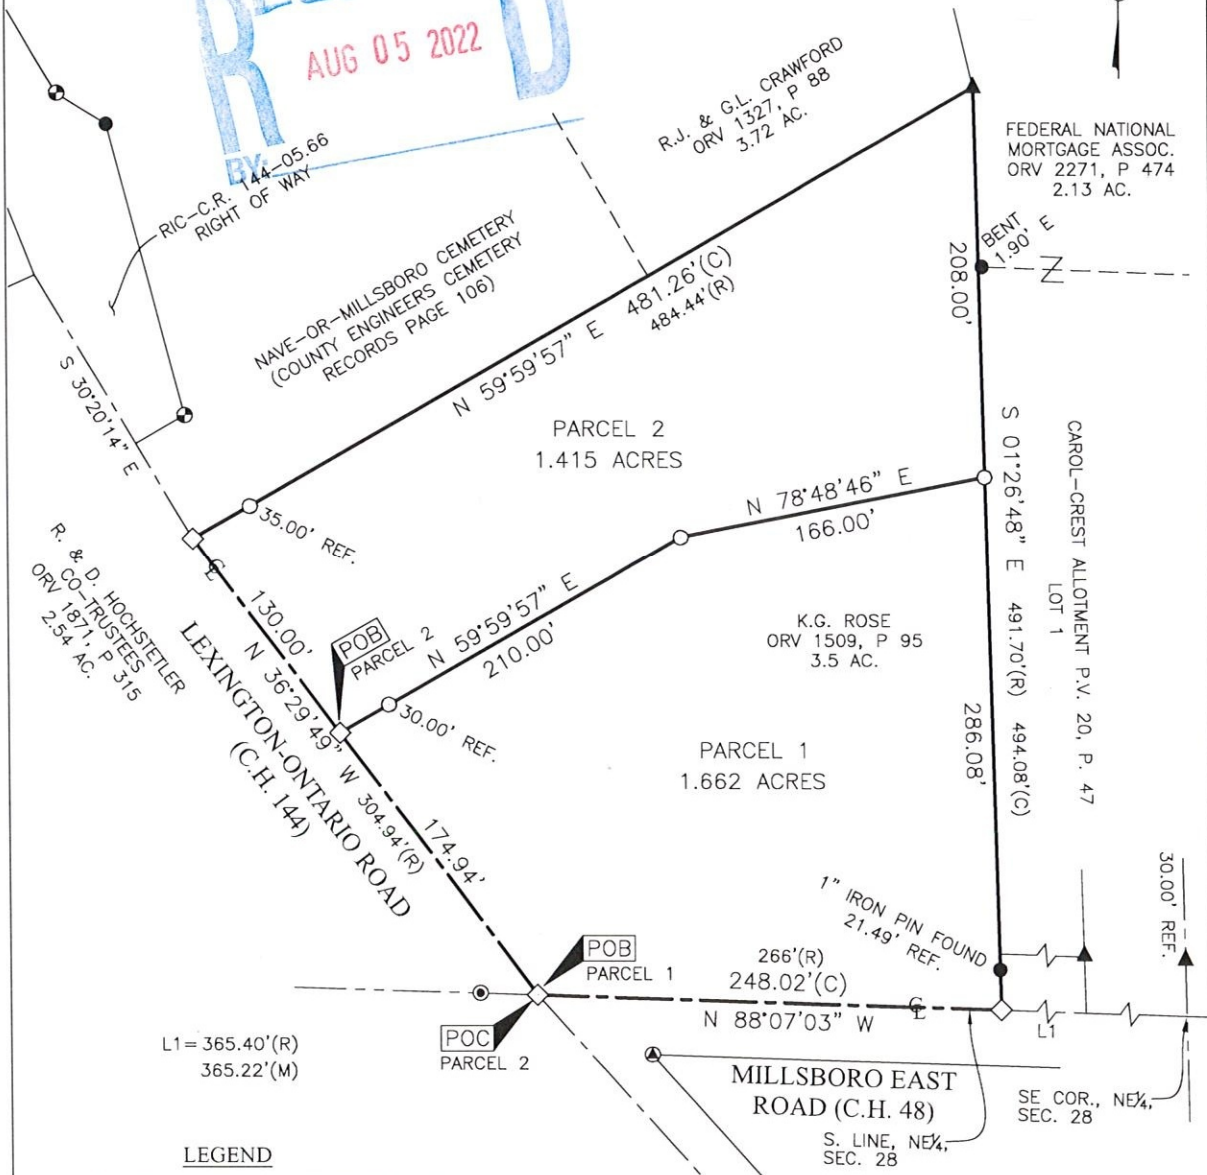 AUG 05 2022
BY:
RIC-C.R. 144-05.66
RIGHT OF WAY
R.J. & G.L. CRAWFORD
ORV 1327, P 88
3.72 AC.
FEDERAL NATIONAL
MORTGAGE ASSOC.
ORV 2271, P 474
2.13 AC.
BENT
1.90' E
208.00'
NAVE-OR-MILLSBORO CEMETERY
(COUNTY ENGINEERS CEMETERY
RECORDS PAGE 106)
N 59°59'57" E 481.26'(C)
484.44'(R)
S 30°20'14" E
PARCEL 2
1.415 ACRES
N 78°48'46" E
166.00'
S 01°26'48" E 491.70'(R) 494.08'(C)
CAROL-CREST ALLOTMENT P.V. 20, P. 47
LOT 1
35.00' REF.
R. & D. HOCHSTETLER
CO-TRUSTEES
ORV 1871, P 315
2.54 AC.
130.00'
POB
PARCEL 2
N 59°59'57" E
210.00'
K.G. ROSE
ORV 1509, P 95
3.5 AC.
N 36°29'49" W 304.94'(R)
LEXINGTON-ONTARIO ROAD
(C.H. 144)
30.00' REF.
PARCEL 1
1.662 ACRES
286.08'
174.94'
1" IRON PIN FOUND
21.49' REF.
30.00' REF.
POB
PARCEL 1
266'(R)
248.02'(C)
N 88°07'03" W
L1
POC
PARCEL 2
L1= 365.40'(R)
365.22'(M)
MILLSBORO EAST
ROAD (C.H. 48)
SE COR., NE¼,
SEC. 28
S. LINE, NE¼,
SEC. 28
LEGEND